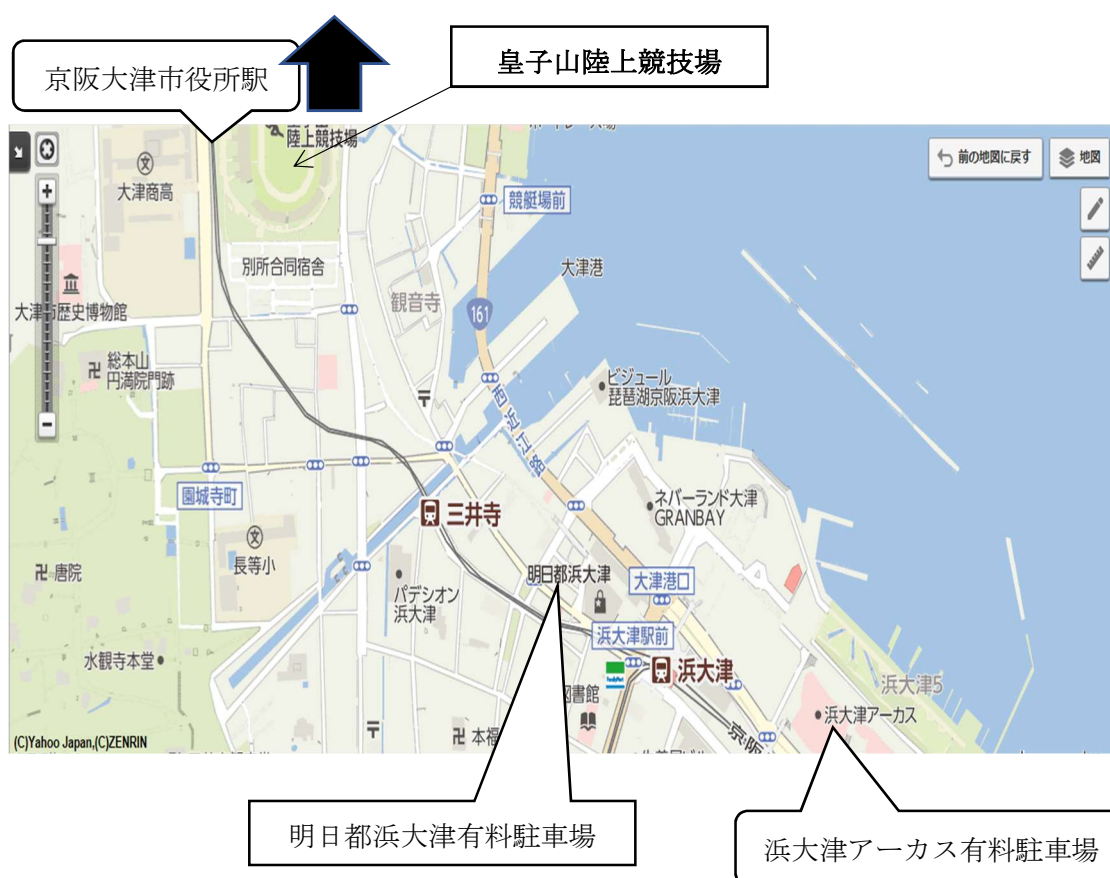 京阪大津市役所駅
皇子山陸上競技場
陸上競技場
前の地図に戻す
地図
大津商高
競艇場前
別所合同宿舎
大津港
観音寺
161
総本山
円満院門跡
ビジュール
琵琶湖京阪浜大津
西近江路
園城寺町
ネバーランド大津
GRANBAY
三井寺
長等小
唐院
パデシオン
浜大津
明日都浜大津
大津港口
浜大津駅前
水観寺本堂
FamilyMart
浜大津
浜大津5
図書館
浜大津アーカス
本福
京阪
(C)Yahoo Japan,(C)ZENRIN
明日都浜大津有料駐車場
浜大津アーカス有料駐車場